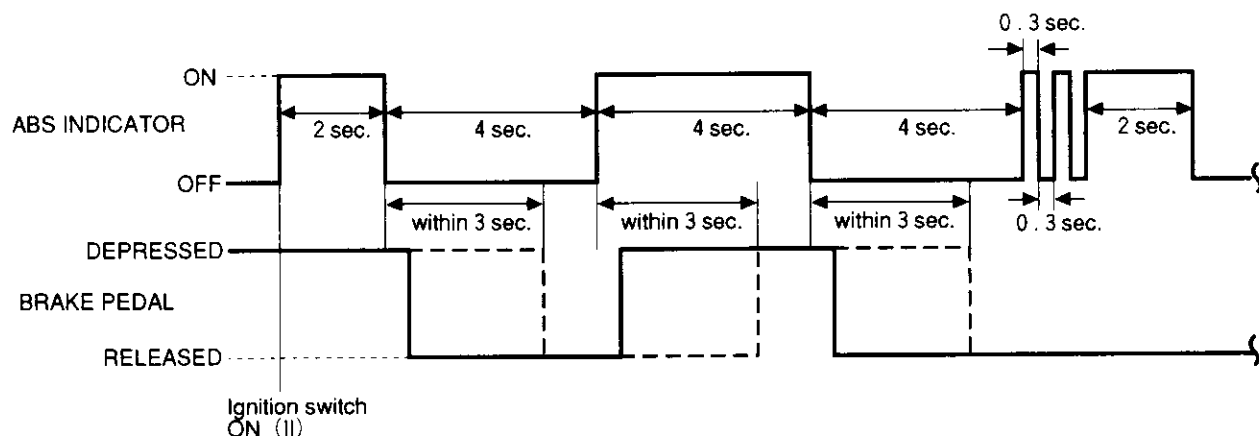 0 . 3 sec.
ON
ABS INDICATOR
2 sec.
4 sec.
4 sec.
4 sec.
2 sec.
OFF
within 3 sec.
within 3 sec.
within 3 sec.
0 . 3 sec.
DEPRESSED
BRAKE PEDAL
RELEASED
Ignition switch
ON (II)